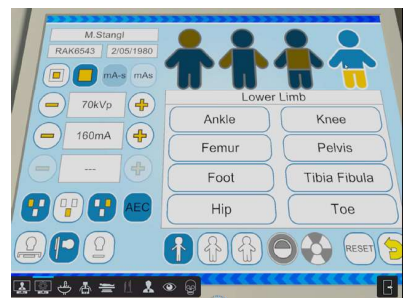 M.Stangl
RAK6543 2/05/1980
mA-s mAs
70kVp
160mA
---
AEC
Lower Limb
Ankle Knee
Femur Pelvis
Foot Tibia Fibula
Hip Toe
RESET